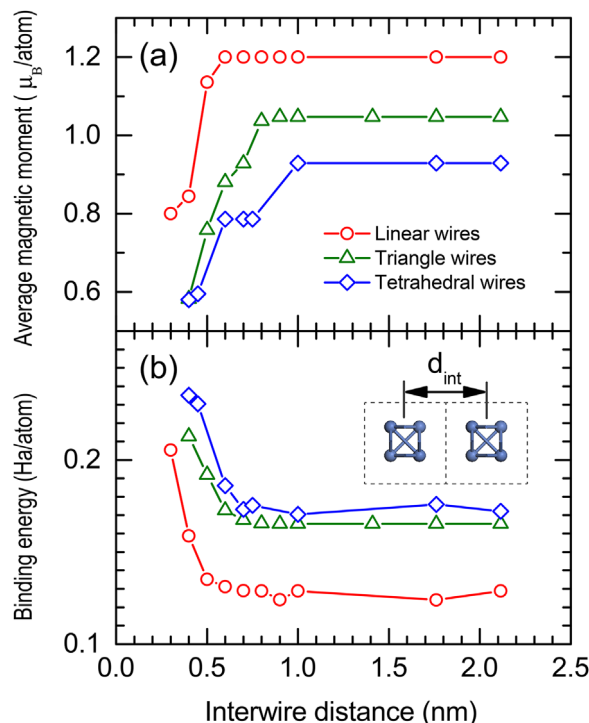 (a)
Average magnetic moment ( μB/atom)
1.2
1.0
0.8
0.6
Linear wires
Triangle wires
Tetrahedral wires
(b)
dint
Binding energy (Ha/atom)
0.2
0.1
0.0 0.5 1.0 1.5 2.0 2.5
Interwire distance (nm)